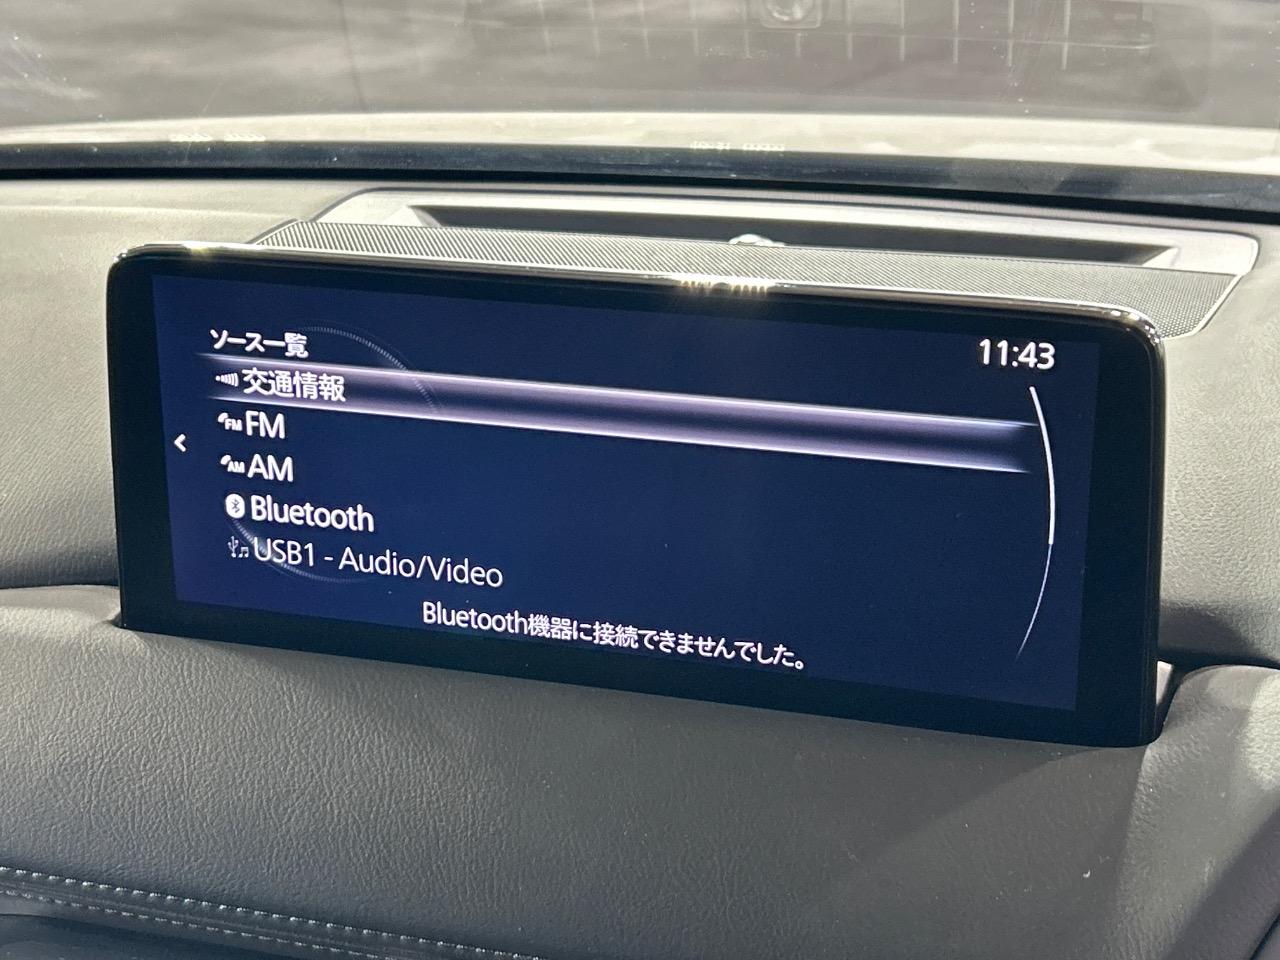 ソース一覧
11:43
交通情報
FM FM
AM AM
Bluetooth
USB1 - Audio/Video
Bluetooth機器に接続できませんでした。